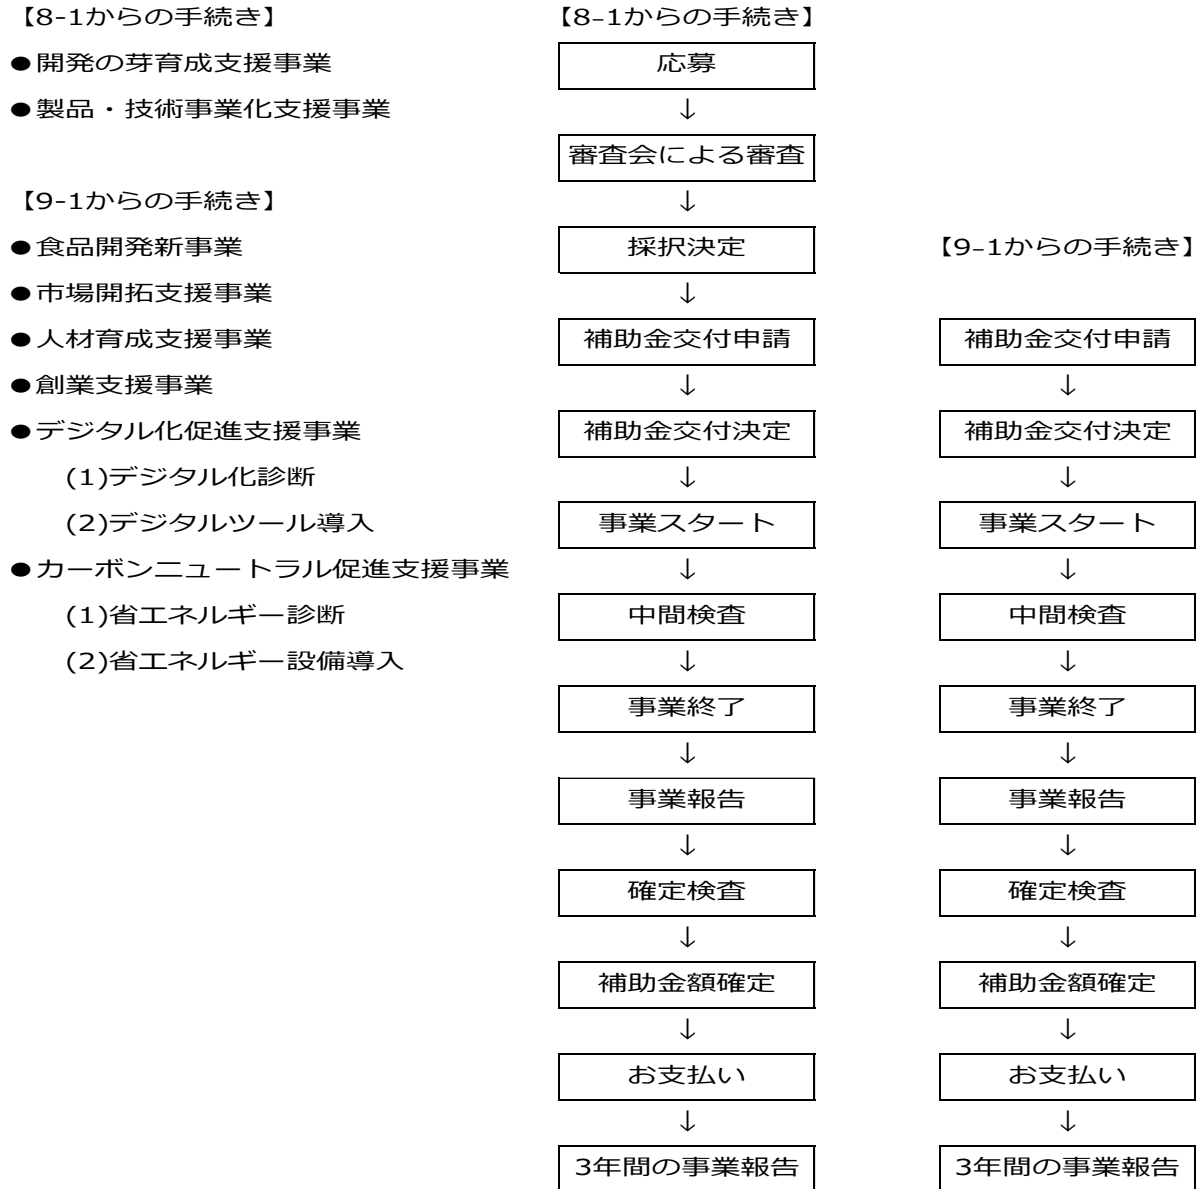 【8-1からの手続き】
●開発の芽育成支援事業
●製品・技術事業化支援事業
【9-1からの手続き】
●食品開発新事業
●市場開拓支援事業
●人材育成支援事業
●創業支援事業
●デジタル化促進支援事業
(1)デジタル化診断
(2)デジタルツール導入
●カーボンニュートラル促進支援事業
(1)省エネルギー診断
(2)省エネルギー設備導入
【8-1からの手続き】
応募
↓
審査会による審査
↓
採択決定
↓
補助金交付申請
↓
補助金交付決定
↓
事業スタート
↓
中間検査
↓
事業終了
↓
事業報告
↓
確定検査
↓
補助金額確定
↓
お支払い
↓
3年間の事業報告
【9-1からの手続き】
補助金交付申請
↓
補助金交付決定
↓
事業スタート
↓
中間検査
↓
事業終了
↓
事業報告
↓
確定検査
↓
補助金額確定
↓
お支払い
↓
3年間の事業報告